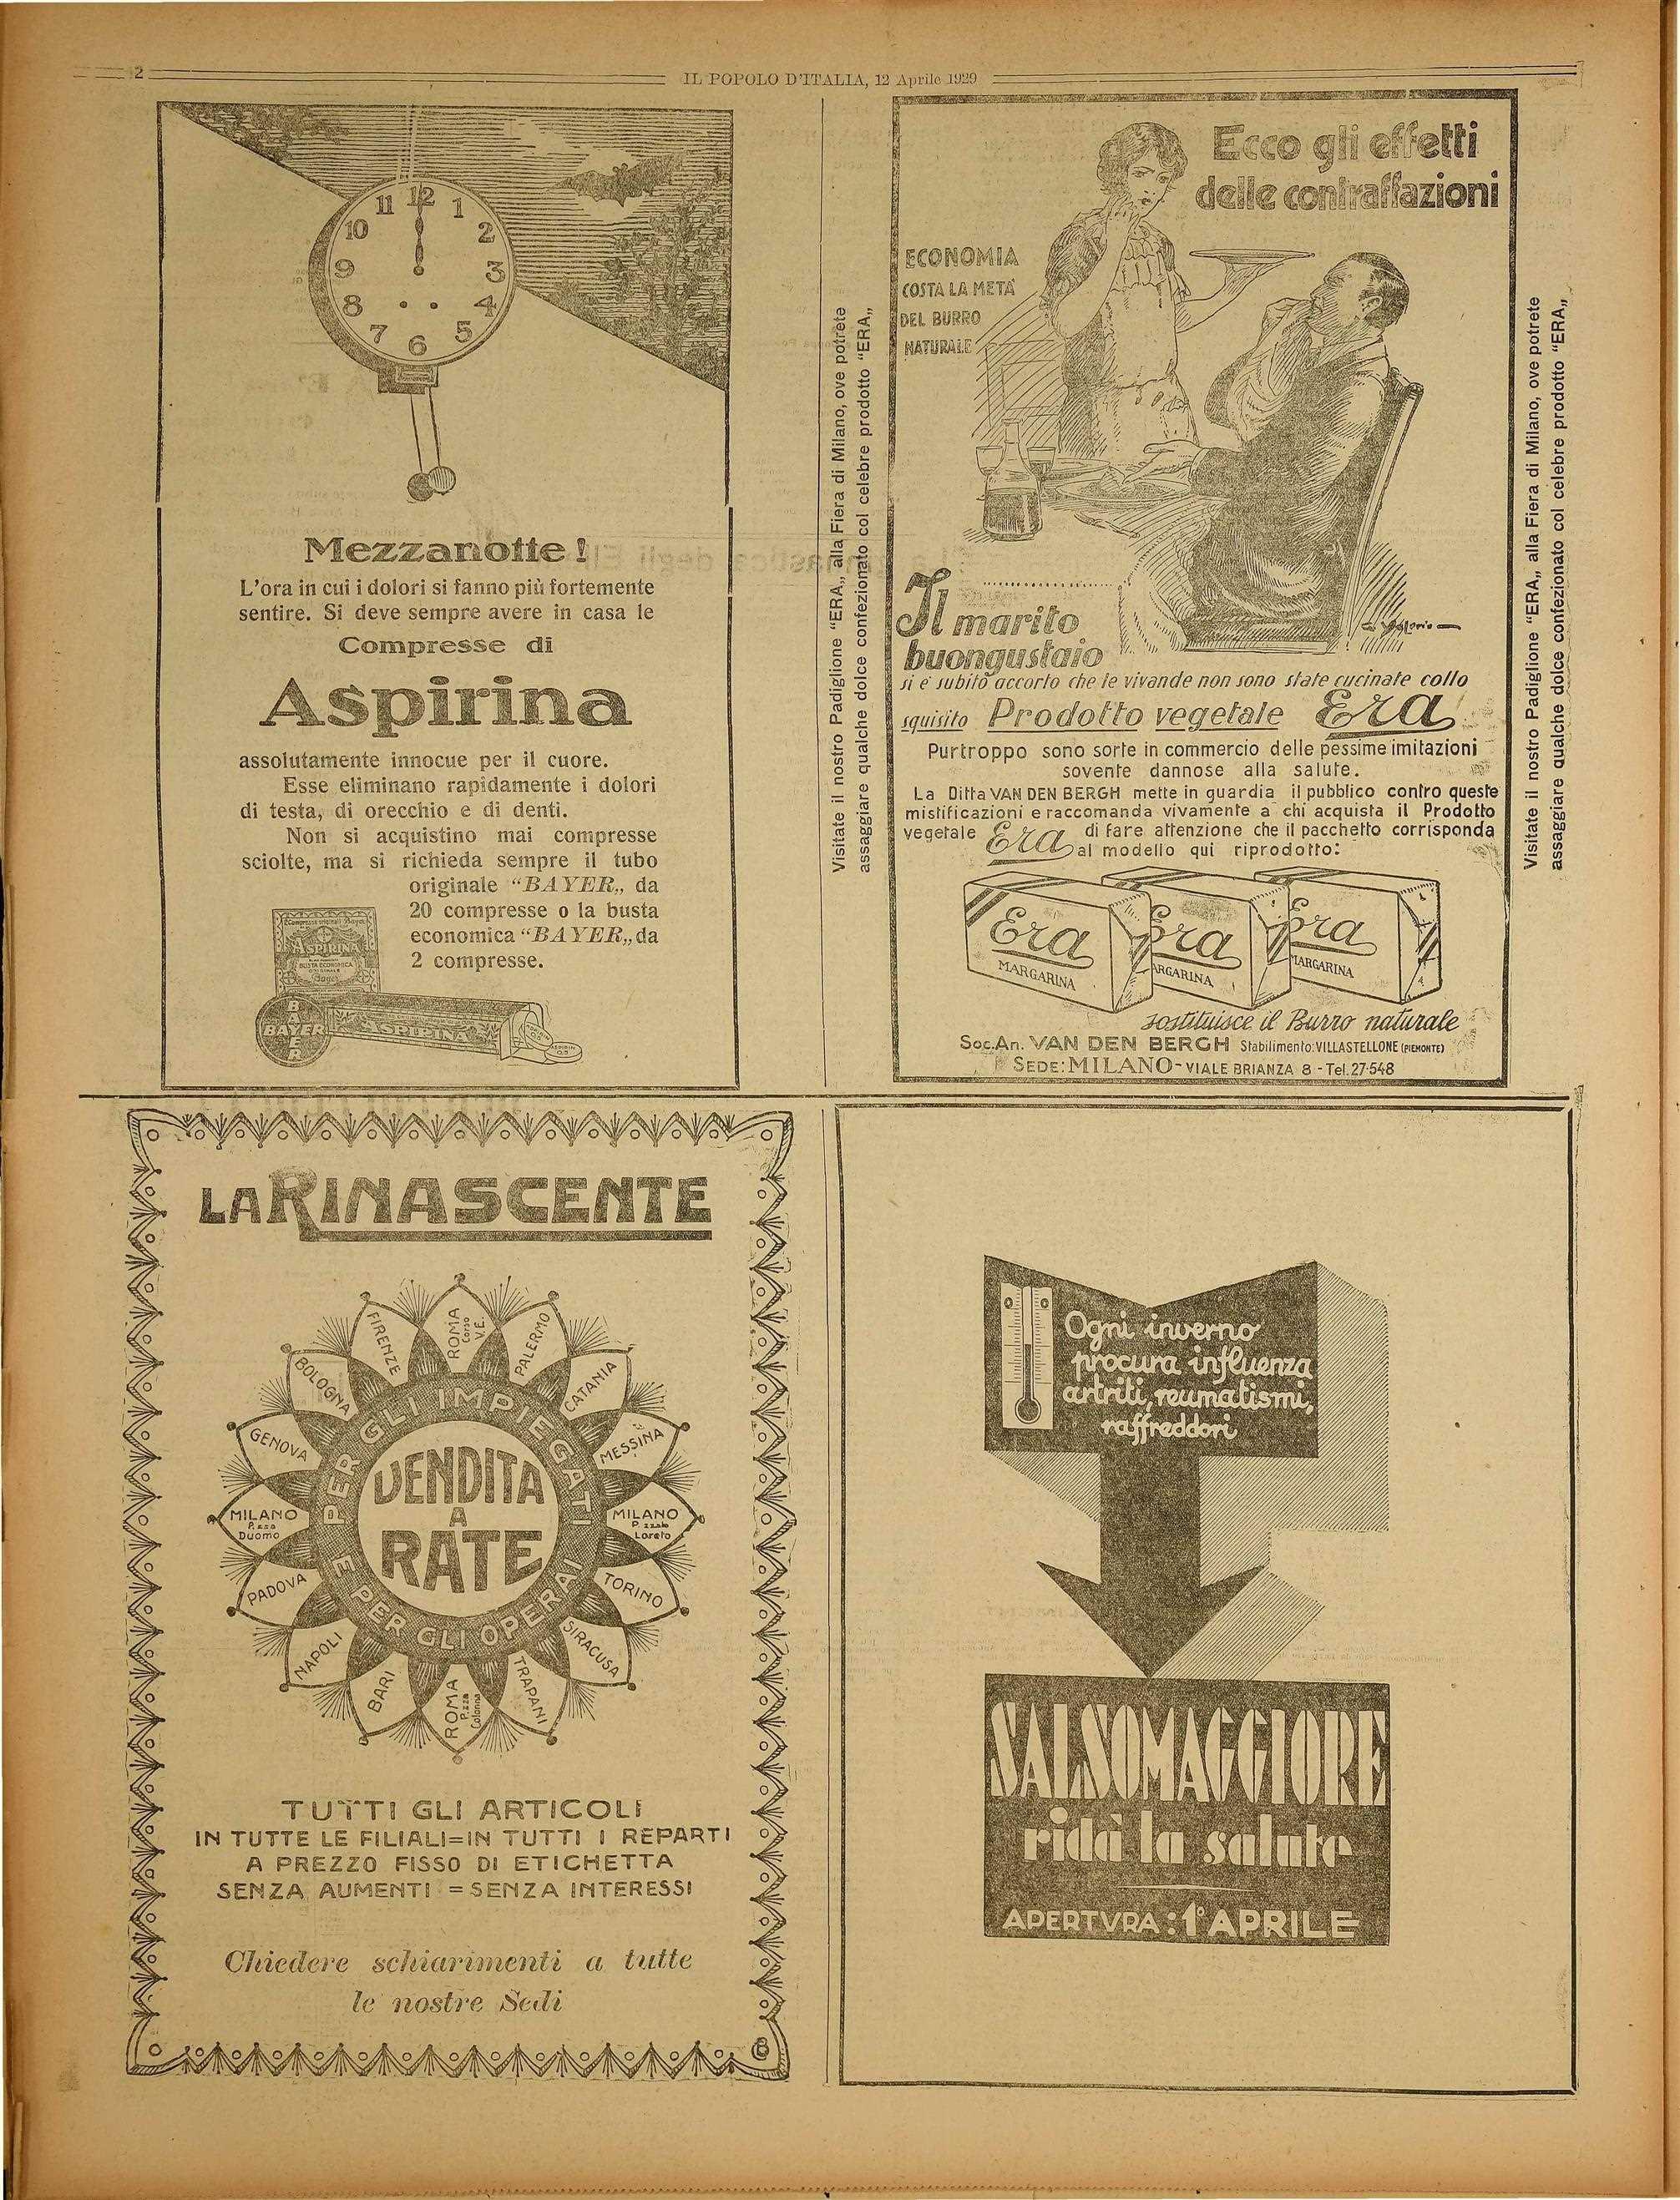 2
IL POPOLO D'ITALIA, 12 Aprile 1929
11 12 1
10 2
9 3
8 4
7 6 5
Mezzanotte!
L'ora in cui i dolori si fanno più fortemente
sentire. Si deve sempre avere in casa le
Compresse di
Aspirina
assolutamente innocue per il cuore.
Esse eliminano rapidamente i dolori
di testa, di orecchio e di denti.
Non si acquistino mai compresse
sciolte, ma si richieda sempre il tubo
originale “BAYER„ da
20 compresse o la busta
economica “BAYER„ da
2 compresse.
ASPIRINA
BUSTA ECONOMICA
Bayer
BAYER
BAYER
ASPIRINA
Visitate il nostro Padiglione “ERA„ alla Fiera di Milano, ove potrete
assaggiare qualche dolce confezionato col celebre prodotto “ERA„
Ecco gli effetti
delle contraffazioni
ECONOMIA
COSTA LA METÀ
DEL BURRO
NATURALE
Il marito
buongustaio
si è subito accorto che le vivande non sono state cucinate collo
squisito Prodotto vegetale Era
Purtroppo sono sorte in commercio delle pessime imitazioni
sovente dannose alla salute.
La Ditta VAN DEN BERGH mette in guardia il pubblico contro queste
mistificazioni e raccomanda vivamente a chi acquista il Prodotto
vegetale Era di fare attenzione che il pacchetto corrisponda
al modello qui riprodotto:
Era
MARGARINA
Era
ARGARINA
Era
MARGARINA
sostituisce il Burro naturale
Soc. An. VAN DEN BERGH Stabilimento: VILLASTELLONE (PIEMONTE)
SEDE: MILANO - VIALE BRIANZA 8 - Tel. 27-548
Visitate il nostro Padiglione “ERA„ alla Fiera di Milano, ove potrete
assaggiare qualche dolce confezionato col celebre prodotto “ERA„
LA RINASCENTE
ROMA Corso V.E.
PALERMO
CATANIA
MESSINA
MILANO P.zzale Loreto
TORINO
SIRACUSA
TRAPANI
ROMA P.zza Colonna
BARI
NAPOLI
PADOVA
MILANO P.zza Duomo
GENOVA
BOLOGNA
FIRENZE
PER GLI IMPIEGATI
E PER GLI OPERAI
VENDITA
A
RATE
TUTTI GLI ARTICOLI
IN TUTTE LE FILIALI=IN TUTTI I REPARTI
A PREZZO FISSO DI ETICHETTA
SENZA AUMENTI = SENZA INTERESSI
Chiedere schiarimenti a tutte
le nostre Sedi
Ogni inverno
procura influenza
artriti, reumatismi,
raffreddori
SALSOMAGGIORE
ridà la salute
APERTVRA : 1° APRILE